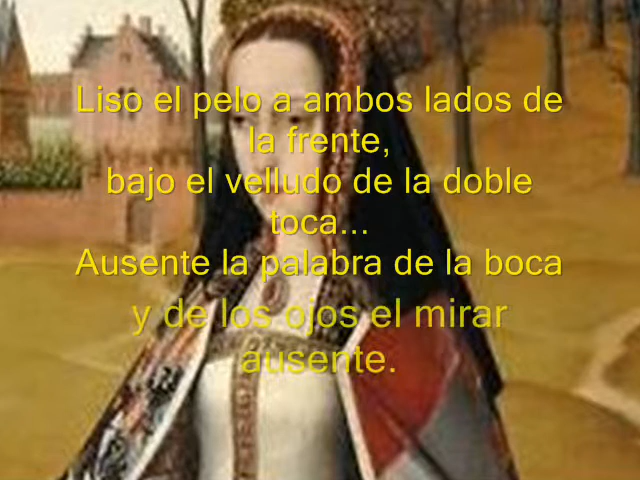 Liso el pelo a ambos lados de
la frente,
bajo el velludo de la doble
toca...
Ausente la palabra de la boca
y de los ojos el mirar
ausente.